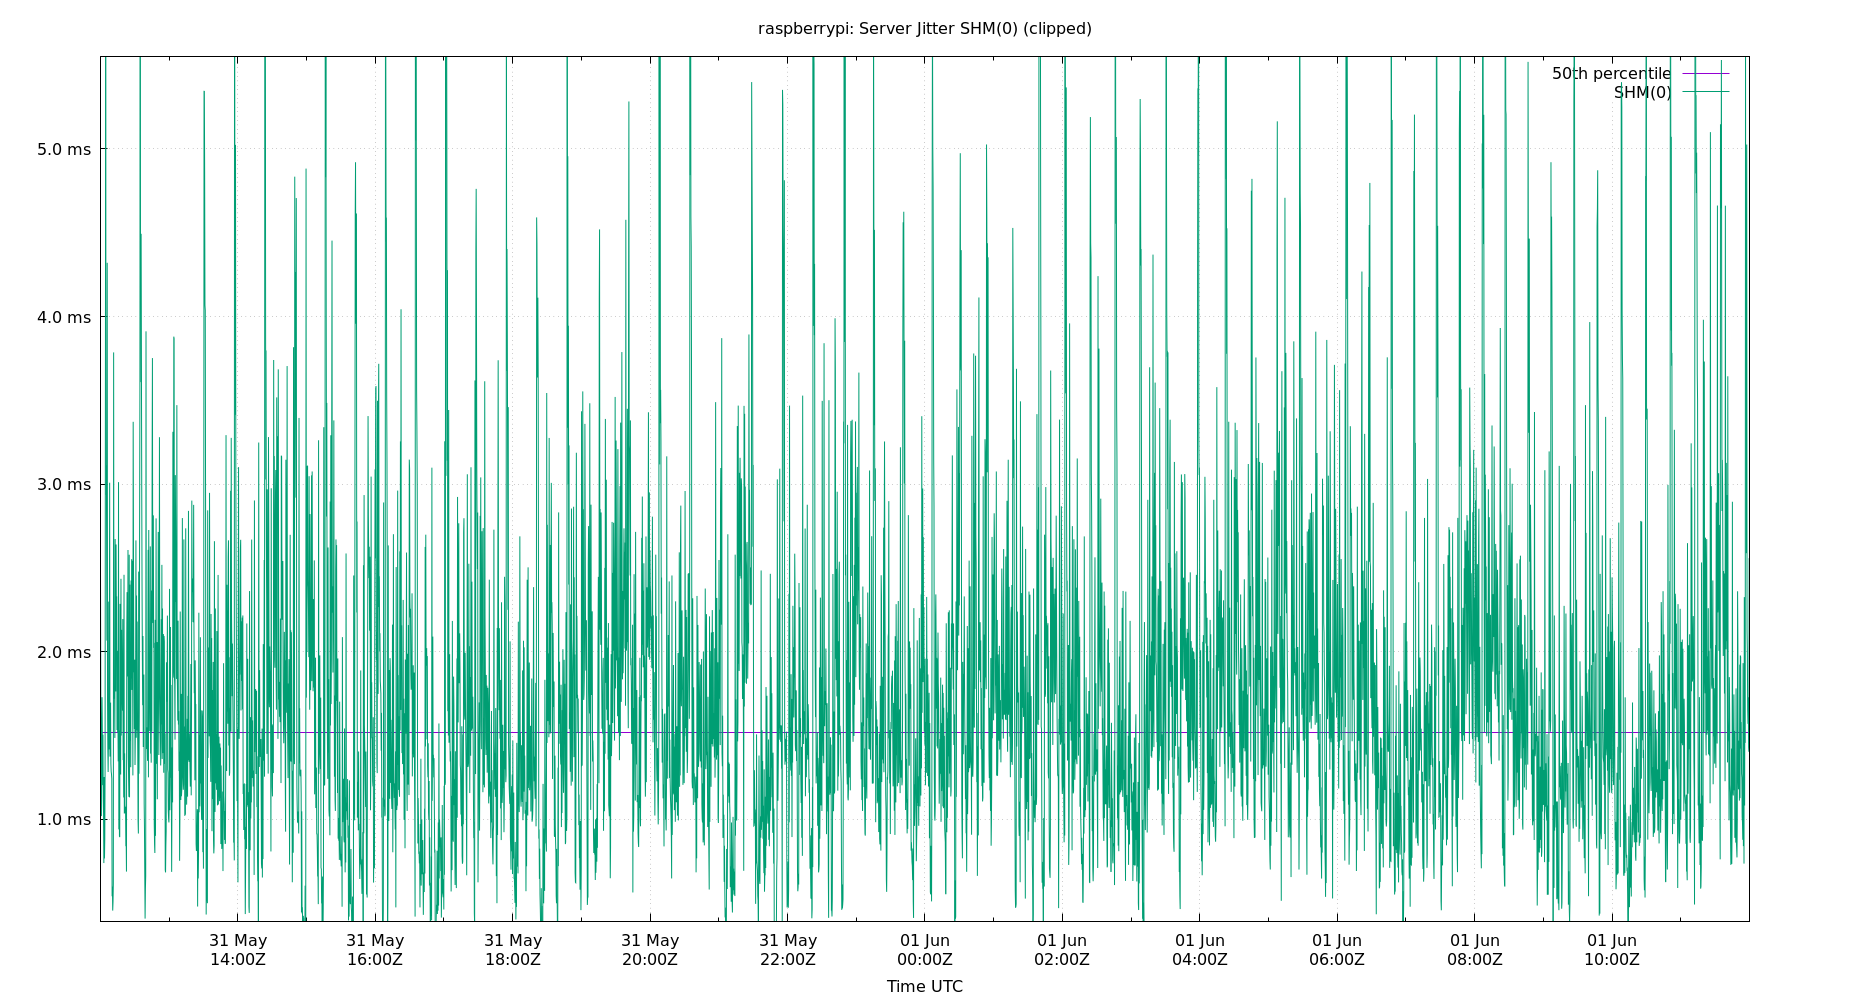 raspberrypi: Server Jitter SHM(0) (clipped)
50th percentile
SHM(0)
5.0 ms
4.0 ms
3.0 ms
2.0 ms
1.0 ms
31 May 31 May 31 May 31 May 31 May 01 Jun 01 Jun 01 Jun 01 Jun 01 Jun 01 Jun
14:00Z 16:00Z 18:00Z 20:00Z 22:00Z 00:00Z 02:00Z 04:00Z 06:00Z 08:00Z 10:00Z
Time UTC